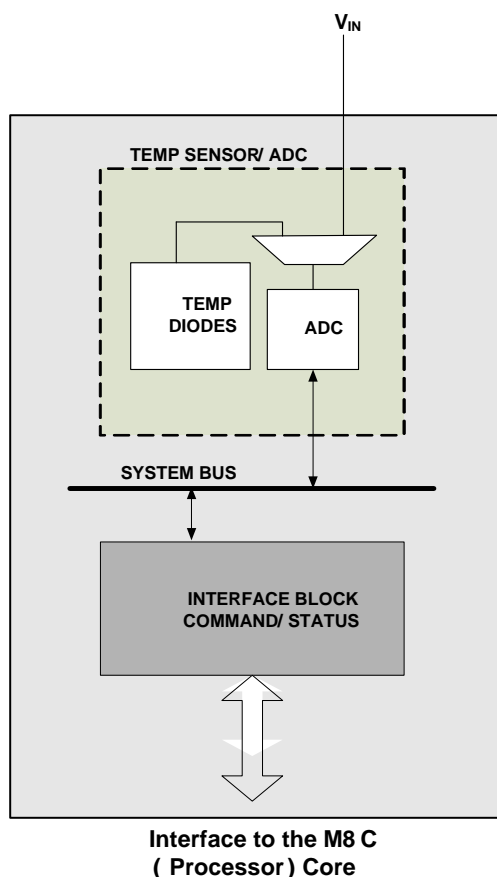 VIN
TEMP SENSOR/ ADC
TEMP
DIODES
ADC
SYSTEM BUS
INTERFACE BLOCK
COMMAND/ STATUS
Interface to the M8 C
( Processor ) Core